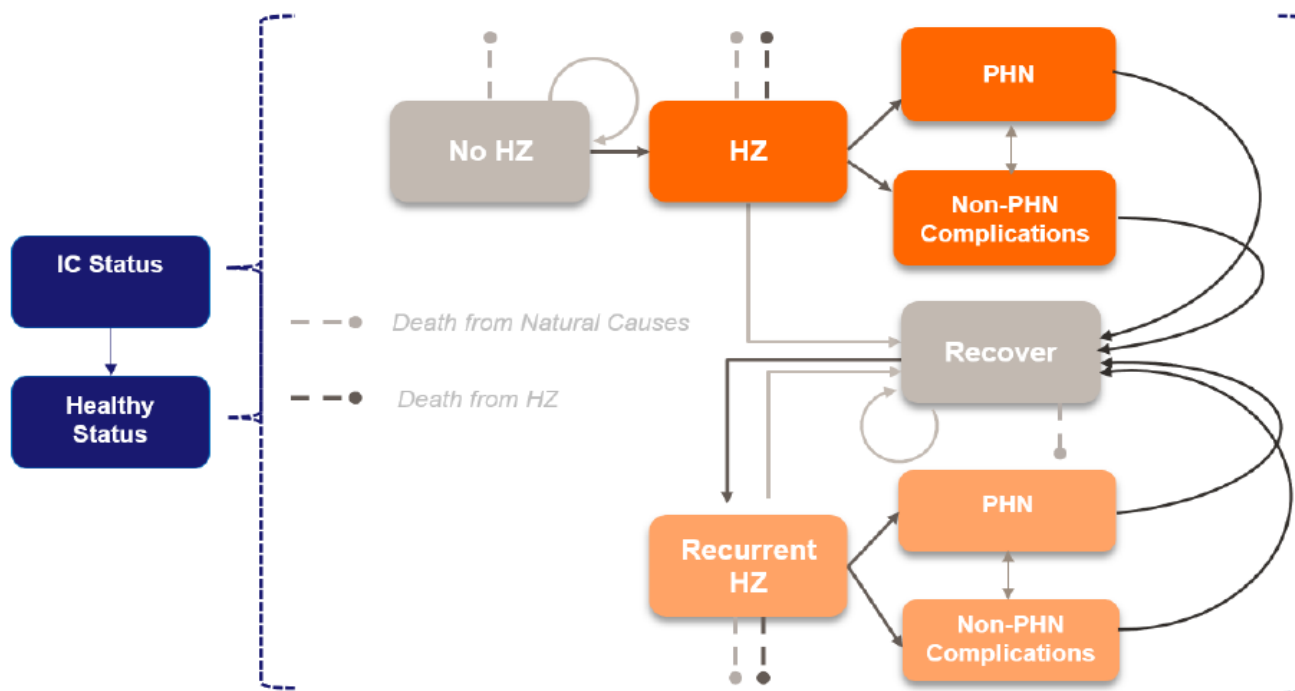 PHN
No HZ
HZ
Non-PHN
Complications
IC Status
Death from Natural Causes
Recover
Healthy
Status
Death from HZ
PHN
Recurrent
HZ
Non-PHN
Complications